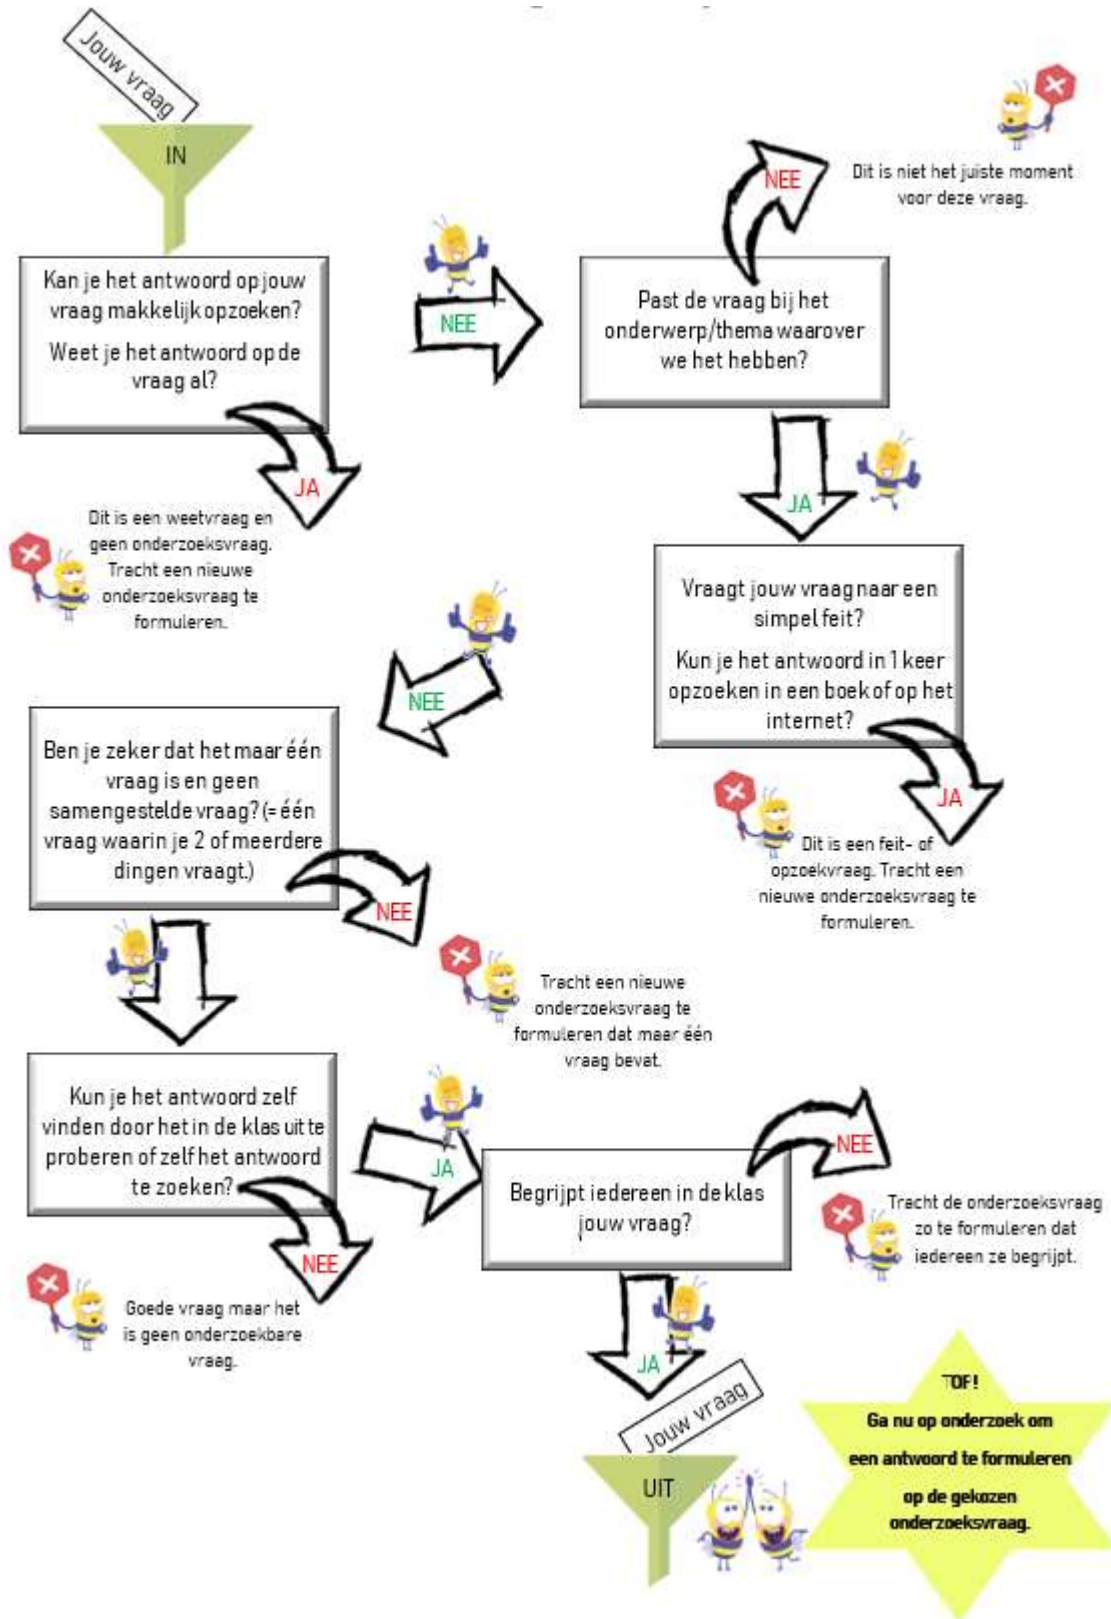 Jouw vraag
IN
Kan je het antwoord op jouw
vraag makkelijk opzoeken?
Weet je het antwoord op de
vraag al?
JA
Dit is een weetvraag en
geen onderzoeksvraag.
Tracht een nieuwe
onderzoeksvraag te
formuleren.
NEE
Past de vraag bij het
onderwerp/thema waarover
we het hebben?
NEE
Dit is niet het juiste moment
voor deze vraag.
JA
Vraagt jouw vraag naar een
simpel feit?
Kun je het antwoord in 1 keer
opzoeken in een boek of op het
internet?
JA
Dit is een feit- of
opzoekvraag. Tracht een
nieuwe onderzoeksvraag te
formuleren.
NEE
Ben je zeker dat het maar één
vraag is en geen
samengestelde vraag? (= één
vraag waarin je 2 of meerdere
dingen vraagt.)
NEE
Tracht een nieuwe
onderzoeksvraag te
formuleren dat maar één
vraag bevat.
Kun je het antwoord zelf
vinden door het in de klas uit te
proberen of zelf het antwoord
te zoeken?
NEE
Goede vraag maar het
is geen onderzoekbare
vraag.
JA
Begrijpt iedereen in de klas
jouw vraag?
NEE
Tracht de onderzoeksvraag
zo te formuleren dat
iedereen ze begrijpt.
JA
Jouw vraag
UIT
TOF!
Ga nu op onderzoek om
een antwoord te formuleren
op de gekozen
onderzoeksvraag.